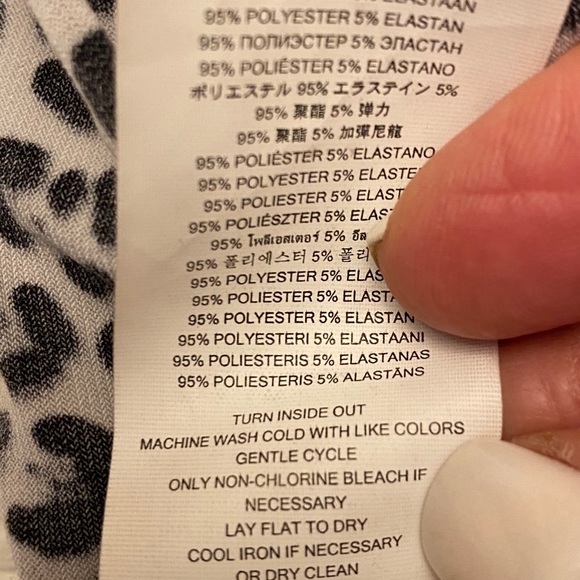 95% POLYESTER 5% ELASTAN
95% ПОЛИЭСТЕР 5% ЭЛАСТАН
95% POLIÉSTER 5% ELASTANO
ポリエステル 95% エラステイン 5%
95% 聚酯 5% 弹力
95% 聚酯 5% 加彈尼龍
95% POLIÉSTER 5% ELASTANO
95% POLYESTER 5%
95% POLIESTER 5%
95% POLIÉSZTER 5%
95% โพลีเอสเตอร์ 5%
95% 폴리에스터 5%
95% POLYESTER 5%
95% POLIESTER 5%
95% POLYESTER 5% ELASTAN
95% POLYESTERI 5% ELASTAANI
95% POLIESTERIS 5% ELASTANAS
95% POLIESTERIS 5% ALASTĀNS
TURN INSIDE OUT
MACHINE WASH COLD WITH LIKE COLORS
GENTLE CYCLE
ONLY NON-CHLORINE BLEACH IF
NECESSARY
LAY FLAT TO DRY
COOL IRON IF NECESSARY
OR DRY CLEAN